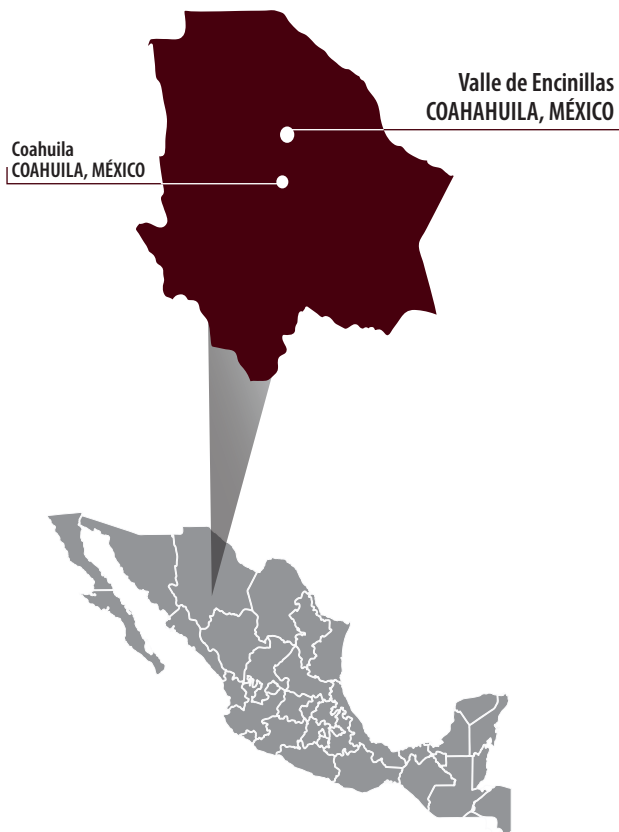 Valle de Encinillas
COAHAHUILA, MÉXICO
Coahuila
COAHUILA, MÉXICO